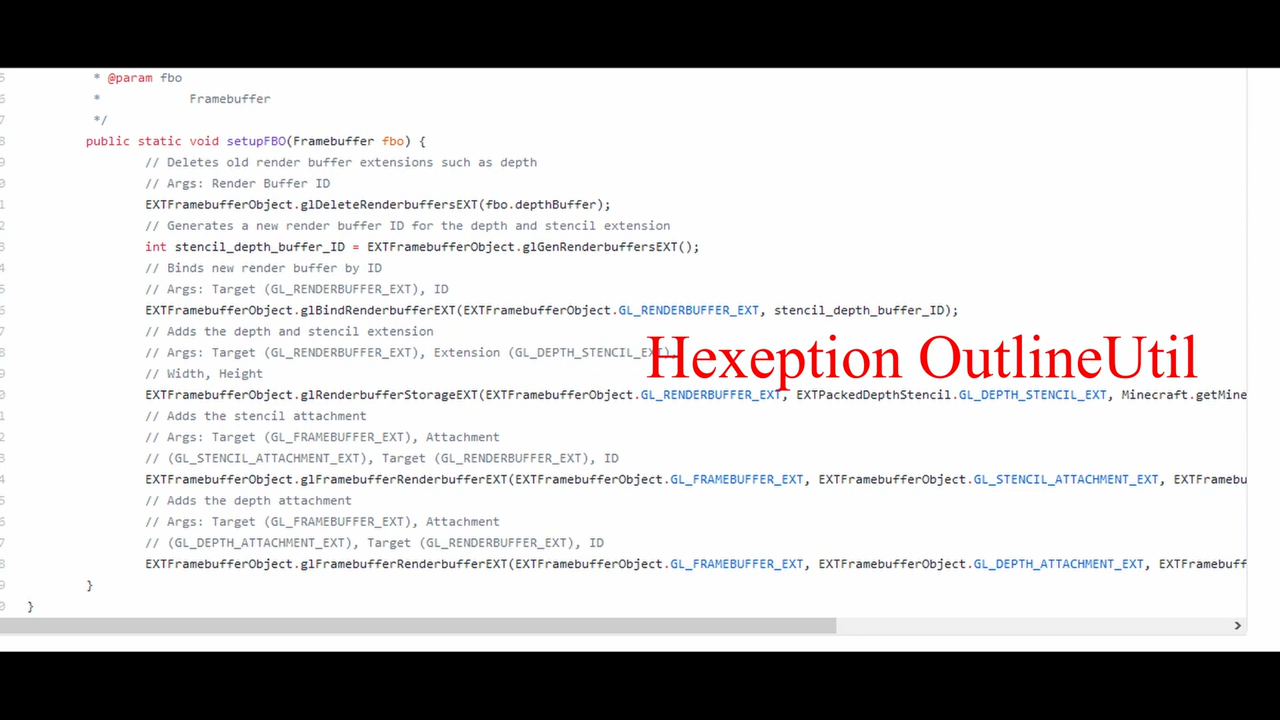 * @param fbo
* Framebuffer
*/
public static void setupFBO(Framebuffer fbo) {
// Deletes old render buffer extensions such as depth
// Args: Render Buffer ID
EXTFramebufferObject.glDeleteRenderbuffersEXT(fbo.depthBuffer);
// Generates a new render buffer ID for the depth and stencil extension
int stencil_depth_buffer_ID = EXTFramebufferObject.glGenRenderbuffersEXT();
// Binds new render buffer by ID
// Args: Target (GL_RENDERBUFFER_EXT), ID
EXTFramebufferObject.glBindRenderbufferEXT(EXTFramebufferObject.GL_RENDERBUFFER_EXT, stencil_depth_buffer_ID);
// Adds the depth and stencil extension
// Args: Target (GL_RENDERBUFFER_EXT), Extension (GL_DEPTH_STENCIL_EXT),
Hexeption OutlineUtil
// Width, Height
EXTFramebufferObject.glRenderbufferStorageEXT(EXTFramebufferObject.GL_RENDERBUFFER_EXT, EXTPackedDepthStencil.GL_DEPTH_STENCIL_EXT, Minecraft.getMine
// Adds the stencil attachment
// Args: Target (GL_FRAMEBUFFER_EXT), Attachment
// (GL_STENCIL_ATTACHMENT_EXT), Target (GL_RENDERBUFFER_EXT), ID
EXTFramebufferObject.glFramebufferRenderbufferEXT(EXTFramebufferObject.GL_FRAMEBUFFER_EXT, EXTFramebufferObject.GL_STENCIL_ATTACHMENT_EXT, EXTFramebu
// Adds the depth attachment
// Args: Target (GL_FRAMEBUFFER_EXT), Attachment
// (GL_DEPTH_ATTACHMENT_EXT), Target (GL_RENDERBUFFER_EXT), ID
EXTFramebufferObject.glFramebufferRenderbufferEXT(EXTFramebufferObject.GL_FRAMEBUFFER_EXT, EXTFramebufferObject.GL_DEPTH_ATTACHMENT_EXT, EXTFramebuff
}
}